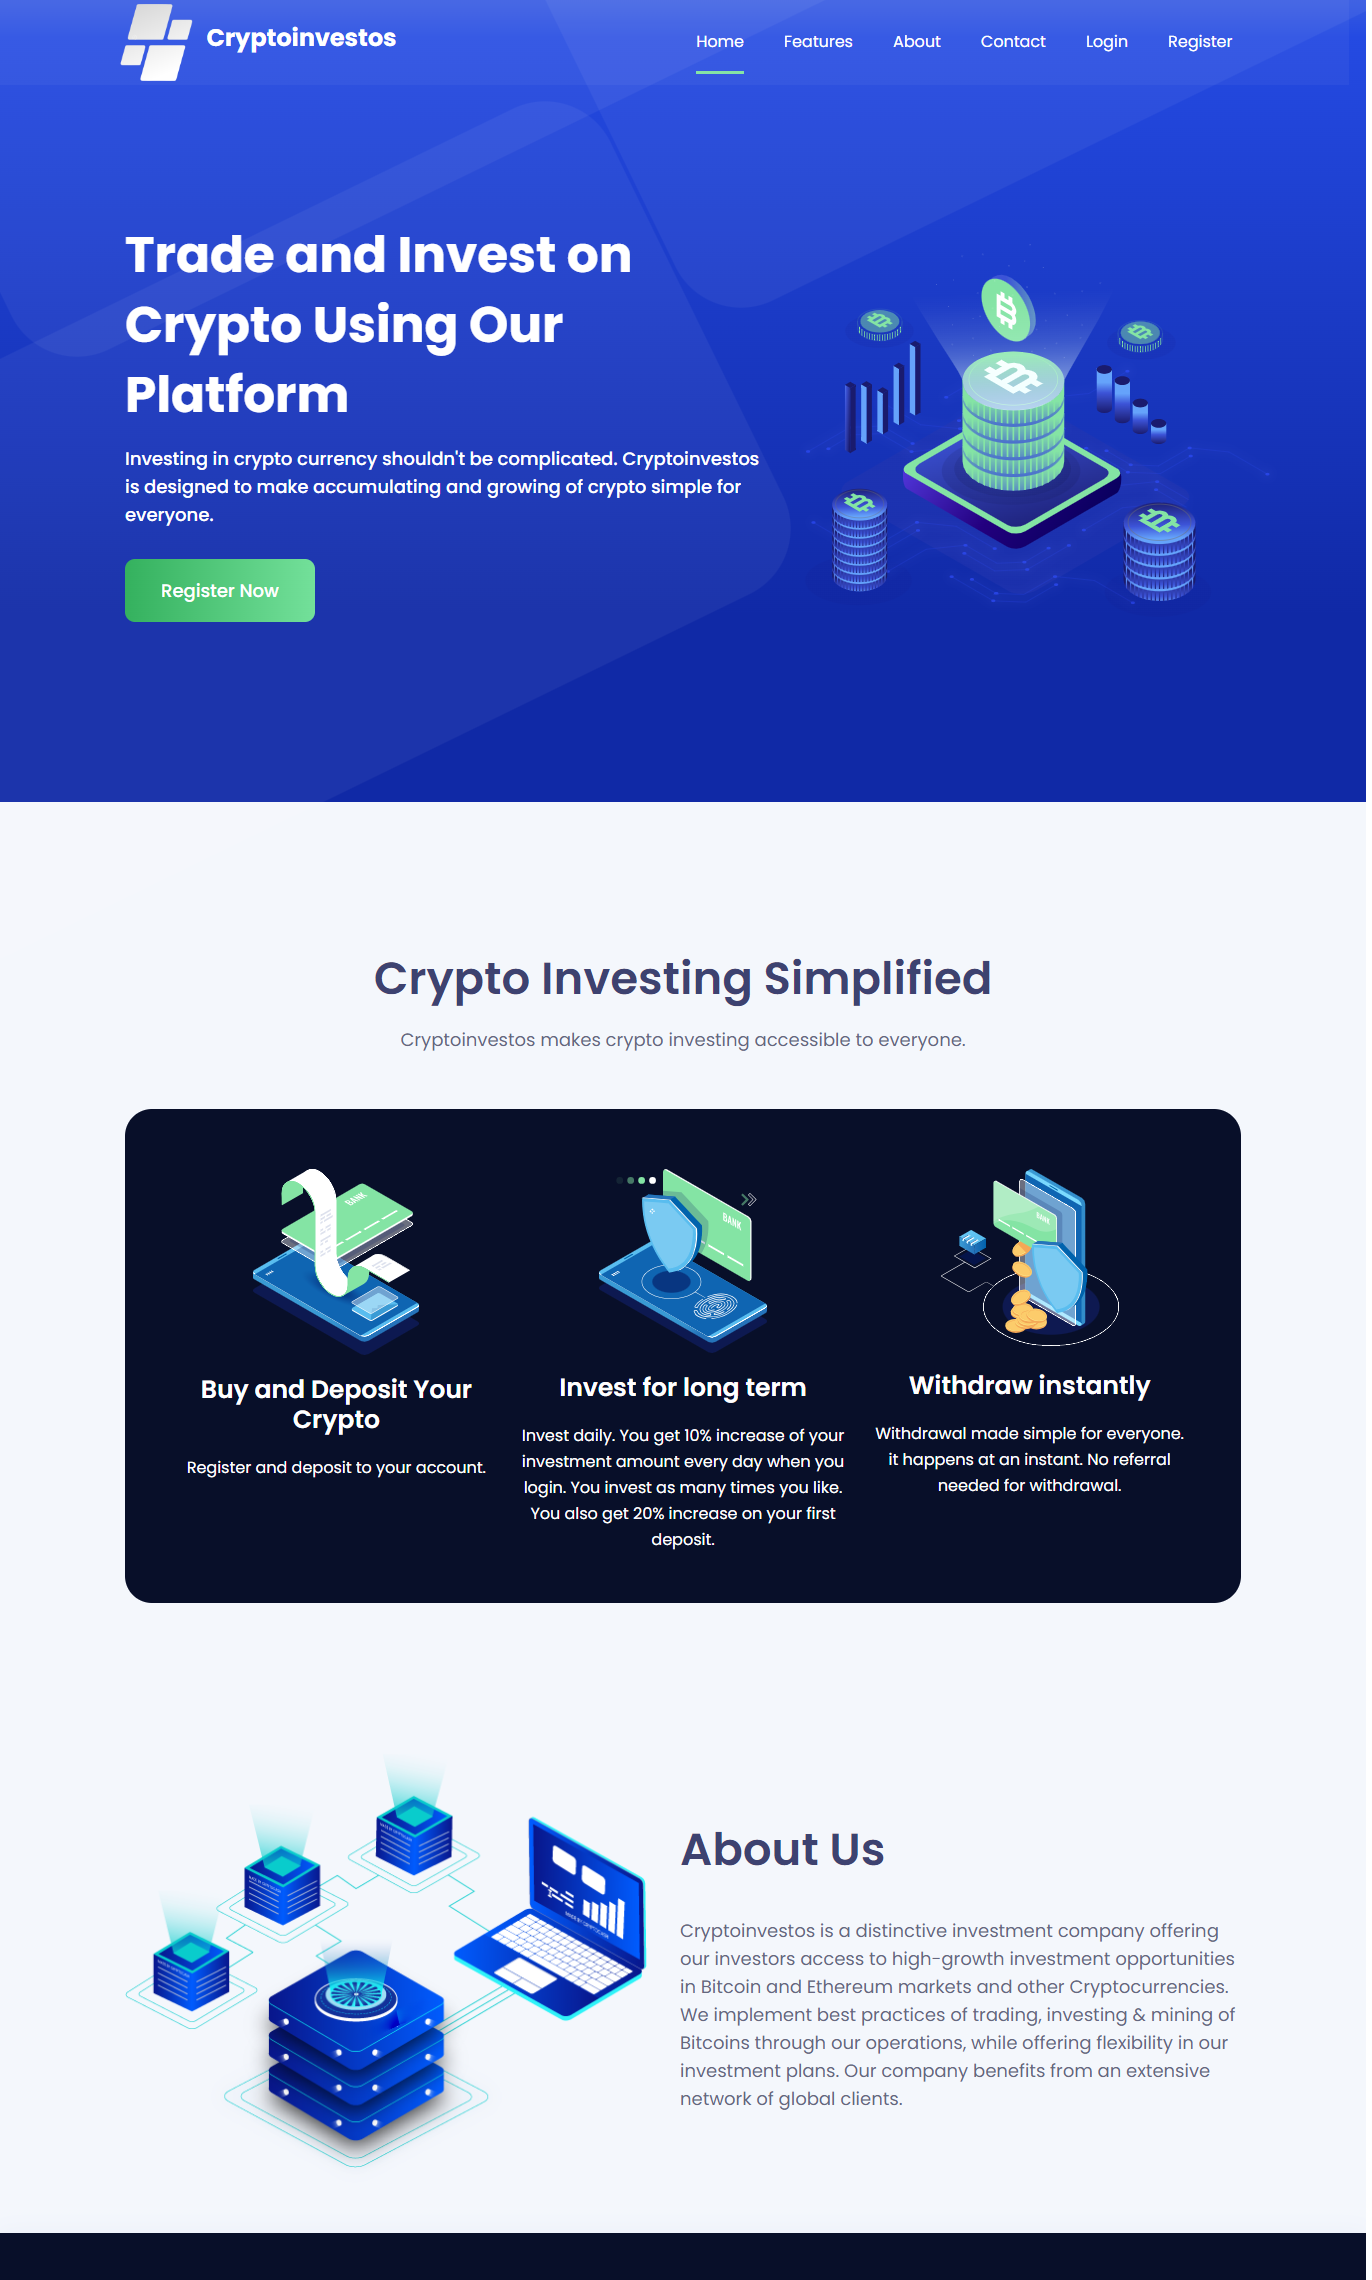 Cryptoinvestos
Home Features About Contact Login Register
Trade and Invest on
Crypto Using Our
Platform
Investing in crypto currency shouldn't be complicated. Cryptoinvestos
is designed to make accumulating and growing of crypto simple for
everyone.
Register Now
Crypto Investing Simplified
Cryptoinvestos makes crypto investing accessible to everyone.
BANK
BANK
BANK
Buy and Deposit Your
Crypto
Register and deposit to your account.
Invest for long term
Invest daily. You get 10% increase of your
investment amount every day when you
login. You invest as many times you like.
You also get 20% increase on your first
deposit.
Withdraw instantly
Withdrawal made simple for everyone.
it happens at an instant. No referral
needed for withdrawal.
About Us
Cryptoinvestos is a distinctive investment company offering
our investors access to high-growth investment opportunities
in Bitcoin and Ethereum markets and other Cryptocurrencies.
We implement best practices of trading, investing & mining of
Bitcoins through our operations, while offering flexibility in our
investment plans. Our company benefits from an extensive
network of global clients.